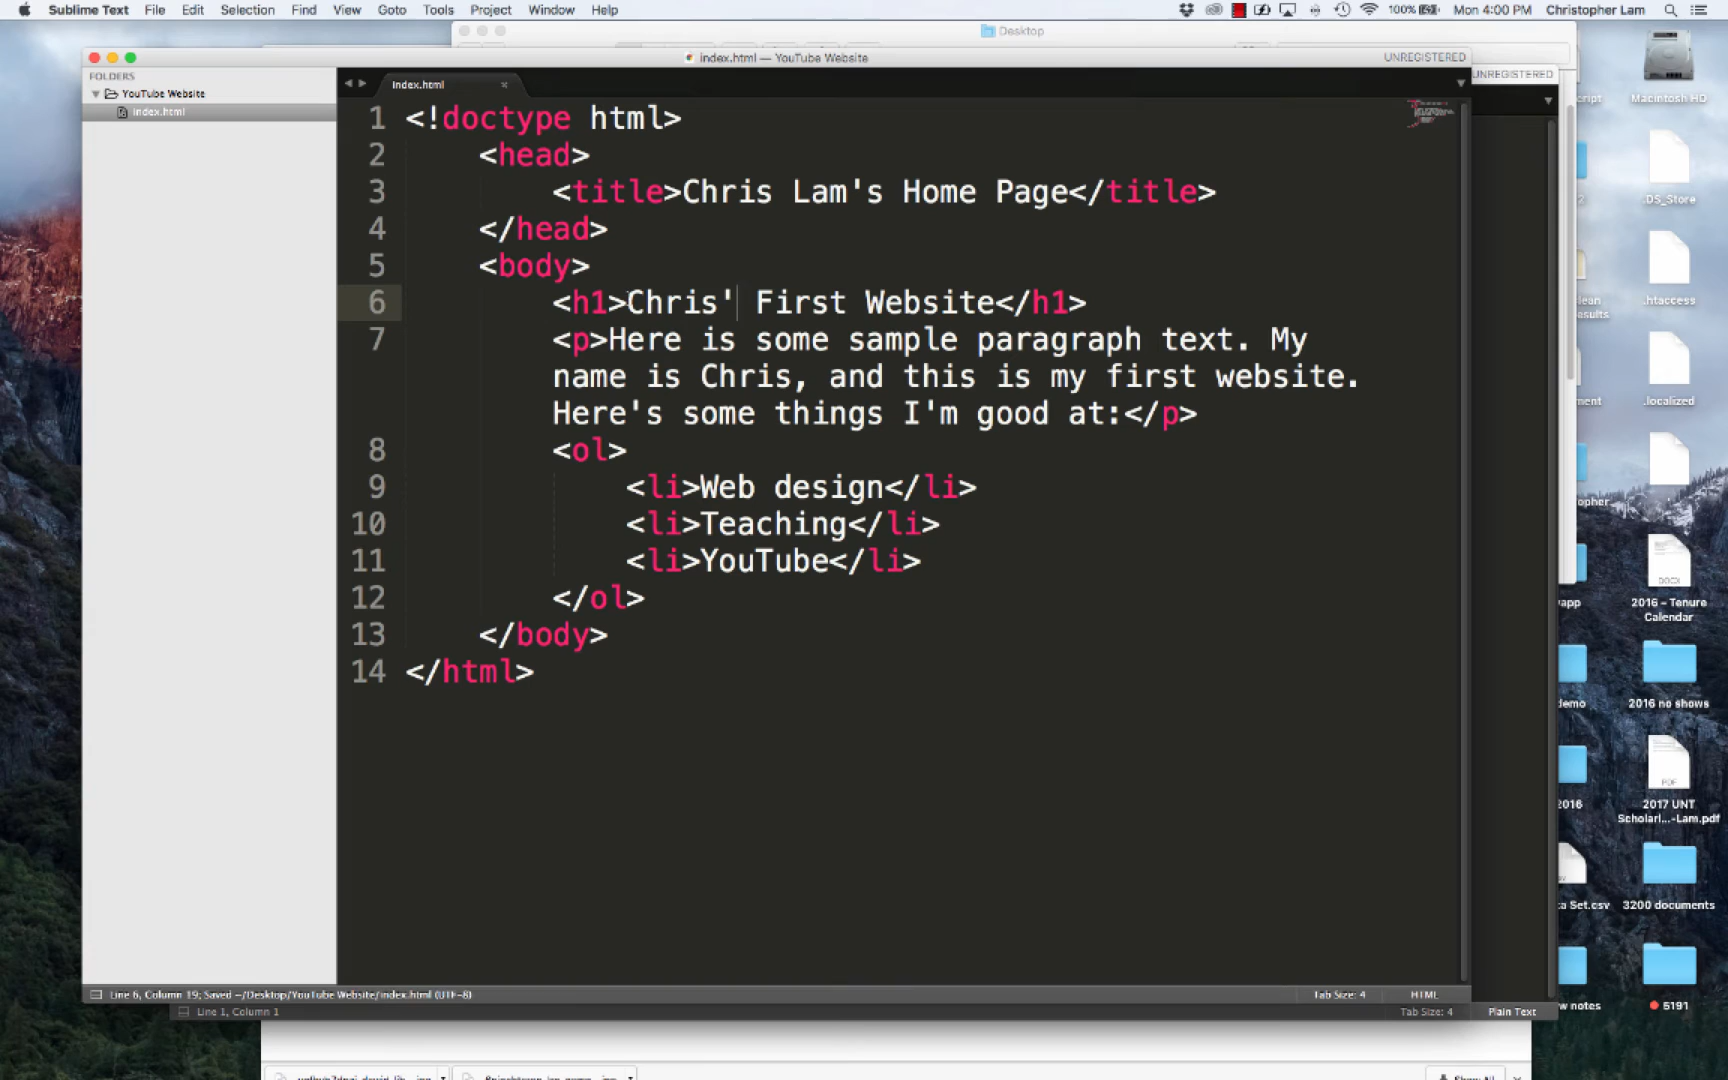 Sublime Text File Edit Selection Find View Goto Tools Project Window Help 100% Mon 4:00 PM Christopher Lam
Desktop
index.html — YouTube Website UNREGISTERED
UNREGISTERED
FOLDERS
YouTube Website
index.html
index.html
1 <!doctype html>
2 <head>
3 <title>Chris Lam's Home Page</title>
4 </head>
5 <body>
6 <h1>Chris' First Website</h1>
7 <p>Here is some sample paragraph text. My
name is Chris, and this is my first website.
Here's some things I'm good at:</p>
8 <ol>
9 <li>Web design</li>
10 <li>Teaching</li>
11 <li>YouTube</li>
12 </ol>
13 </body>
14 </html>
Line 6, Column 19; Saved ~/Desktop/YouTube Website/index.html (UTF-8) Tab Size: 4 HTML
Line 1, Column 1 Tab Size: 4 Plain Text
Macintosh HD
.DS_Store
.htaccess
.localized
DOCX
2016 – Tenure
Calendar
2016 no shows
demo
PDF
2016
2017 UNT
Scholarl...-Lam.pdf
3200 documents
5191